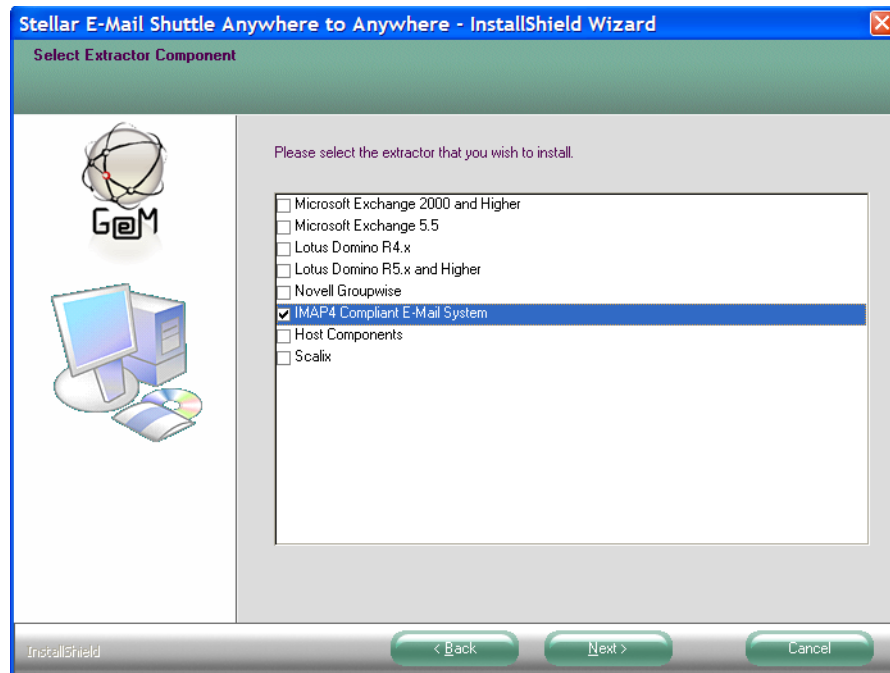 Stellar E-Mail Shuttle Anywhere to Anywhere - InstallShield Wizard
Select Extractor Component
G@M
Please select the extractor that you wish to install.
Microsoft Exchange 2000 and Higher
Microsoft Exchange 5.5
Lotus Domino R4.x
Lotus Domino R5.x and Higher
Novell Groupwise
IMAP4 Compliant E-Mail System
Host Components
Scalix
InstallShield
< Back
Next >
Cancel